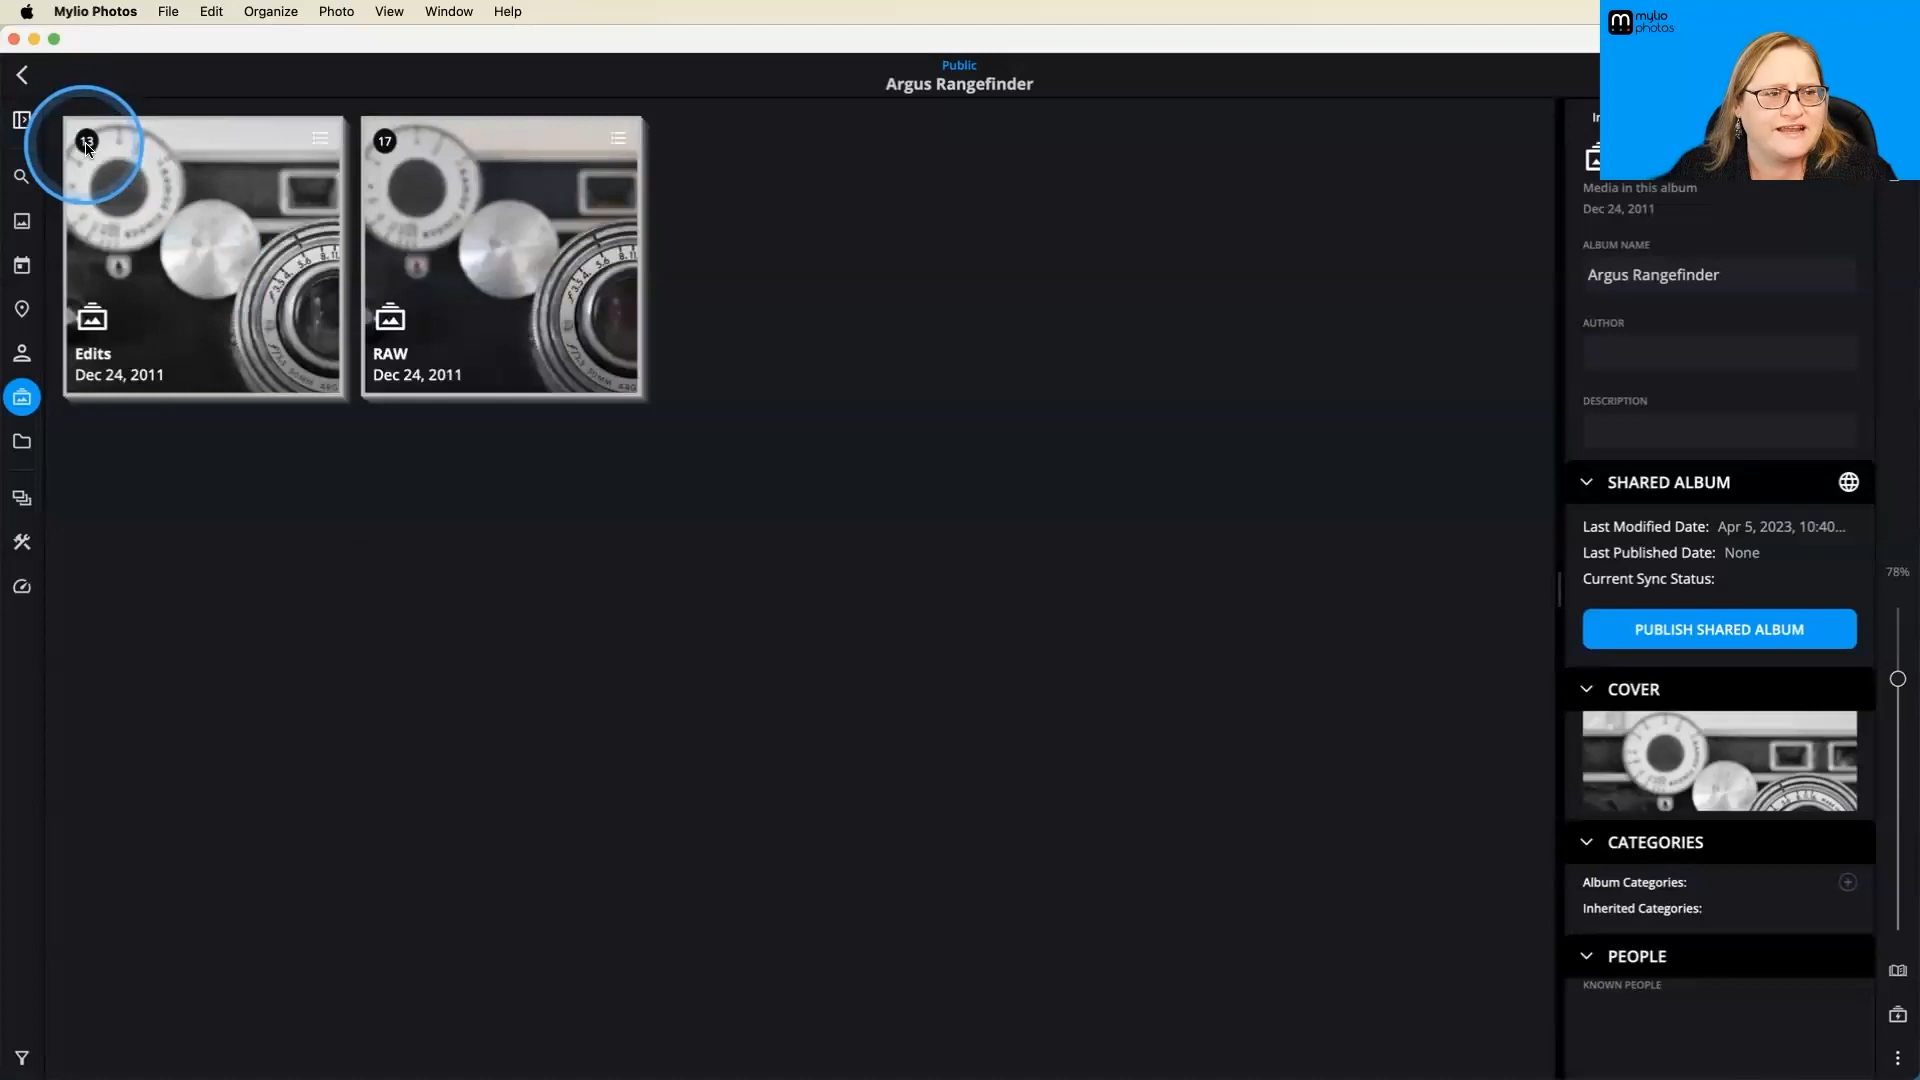 Mylio Photos File Edit Organize Photo View Window Help
mylio
photos
Public
Argus Rangefinder
13
17
Edits
Dec 24, 2011
RAW
Dec 24, 2011
Media in this album
Dec 24, 2011
ALBUM NAME
Argus Rangefinder
AUTHOR
DESCRIPTION
SHARED ALBUM
Last Modified Date: Apr 5, 2023, 10:40...
Last Published Date: None
Current Sync Status:
78%
PUBLISH SHARED ALBUM
COVER
CATEGORIES
Album Categories:
Inherited Categories:
PEOPLE
KNOWN PEOPLE